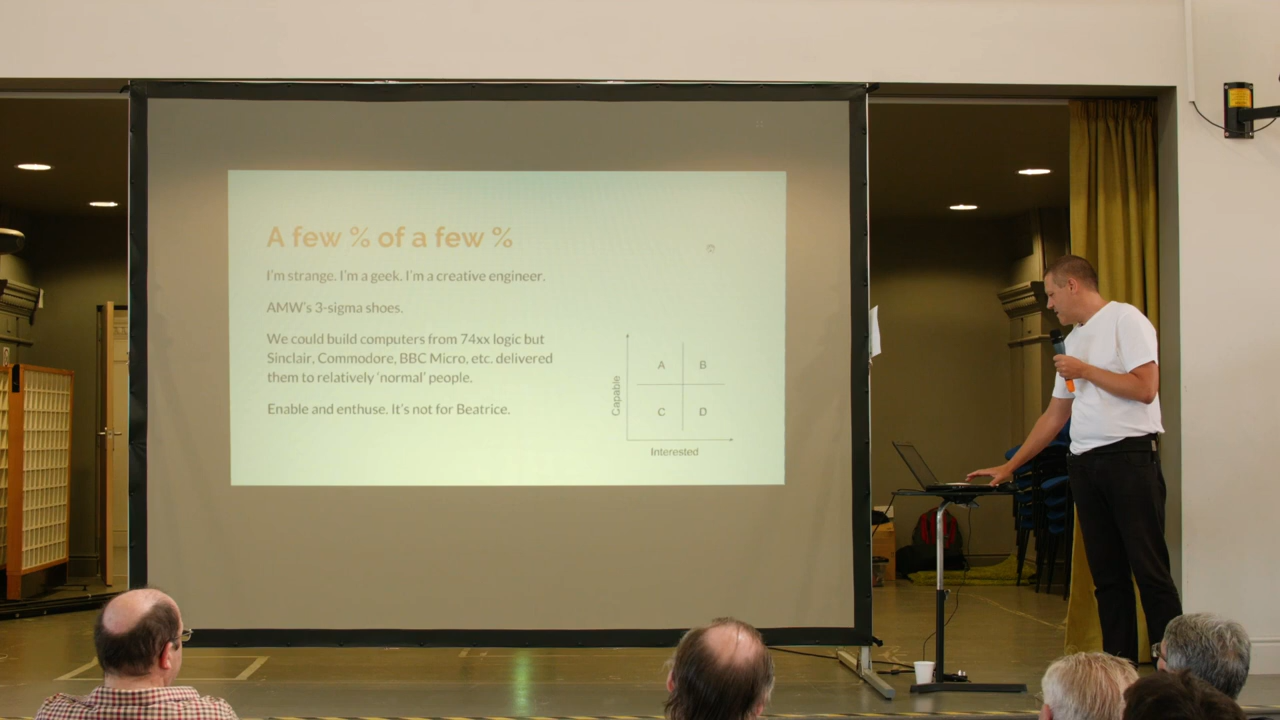 A few % of a few %
I'm strange. I'm a geek. I'm a creative engineer.
AMW's 3-sigma shoes.
We could build computers from 74xx logic but
Sinclair, Commodore, BBC Micro, etc. delivered
them to relatively 'normal' people.
Enable and enthuse. It's not for Beatrice.
Capable
A B
C D
Interested